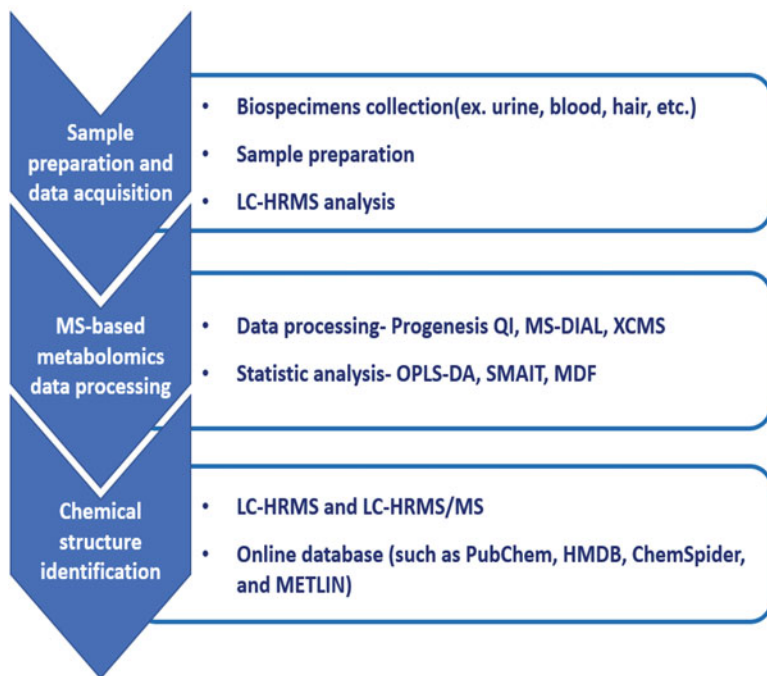 Sample
preparation and
data acquisition
• Biospecimens collection(ex. urine, blood, hair, etc.)
• Sample preparation
• LC-HRMS analysis
MS-based
metabolomics
data processing
• Data processing- Progenesis QI, MS-DIAL, XCMS
• Statistic analysis- OPLS-DA, SMAIT, MDF
Chemical
structure
identification
• LC-HRMS and LC-HRMS/MS
• Online database (such as PubChem, HMDB, ChemSpider,
and METLIN)